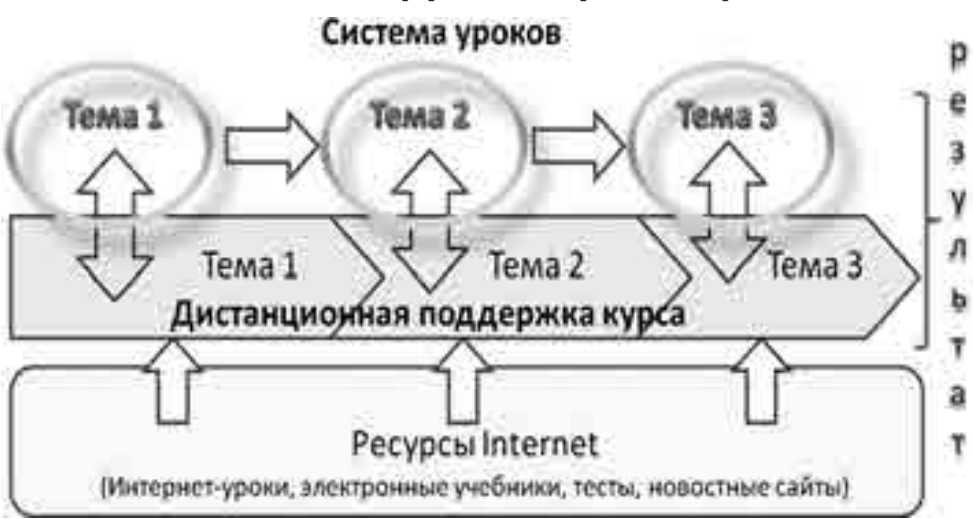 Система уроков
Тема 1
Тема 2
Тема 3
Тема 1
Тема 2
Тема 3
Дистанционная поддержка курса
Ресурсы Internet
(Интернет-уроки, электронные учебники, тесты, новостные сайты)
результат